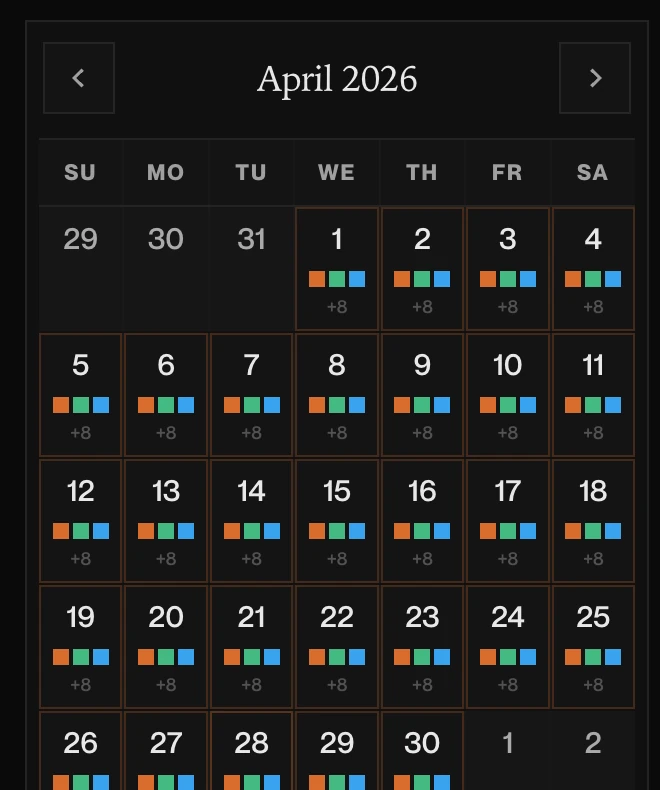 April 2026
SU MO TU WE TH FR SA
29 30 31 1 2 3 4
+8 +8 +8 +8
5 6 7 8 9 10 11
+8 +8 +8 +8 +8 +8 +8
12 13 14 15 16 17 18
+8 +8 +8 +8 +8 +8 +8
19 20 21 22 23 24 25
+8 +8 +8 +8 +8 +8 +8
26 27 28 29 30 1 2